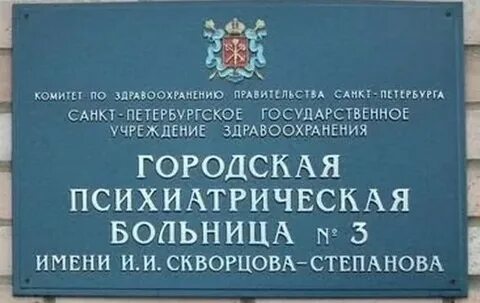 КОМИТЕТ ПО ЗДРАВООХРАНЕНИЮ ПРАВИТЕЛЬСТВА САНКТ-ПЕТЕРБУРГА
САНКТ-ПЕТЕРБУРГСКОЕ ГОСУДАРСТВЕННОЕ
УЧРЕЖДЕНИЕ ЗДРАВООХРАНЕНИЯ
ГОРОДСКАЯ
ПСИХИАТРИЧЕСКАЯ
БОЛЬНИЦА № 3
ИМЕНИ И.И. СКВОРЦОВА-СТЕПАНОВА